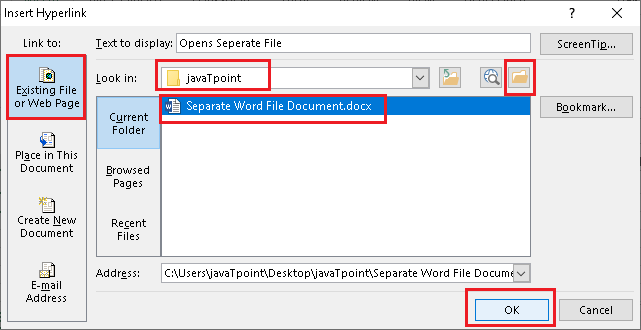 Insert Hyperlink
? ×
Link to:
Text to display: Opens Seperate File
ScreenTip...
Existing File
or Web Page
Look in: javaTpoint
Current
Folder
Separate Word File Document.docx
Bookmark...
Place in This
Document
Browsed
Pages
Create New
Document
Recent
Files
E-mail
Address
Address: C:\Users\javaTpoint\Desktop\javaTpoint\Separate Word File Docume
OK
Cancel